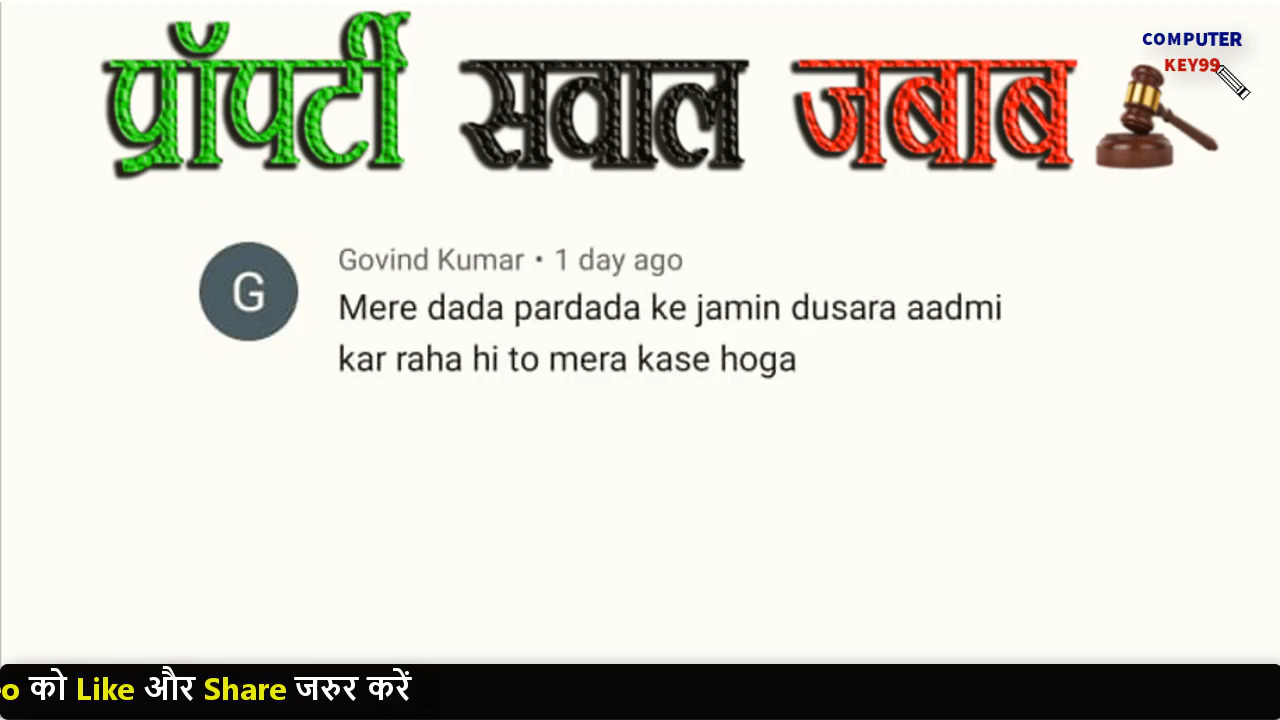 प्रॉपर्टी सवाल जबाब
COMPUTER
KEY99
G
Govind Kumar • 1 day ago
Mere dada pardada ke jamin dusara aadmi
kar raha hi to mera kase hoga
को Like और Share जरुर करें